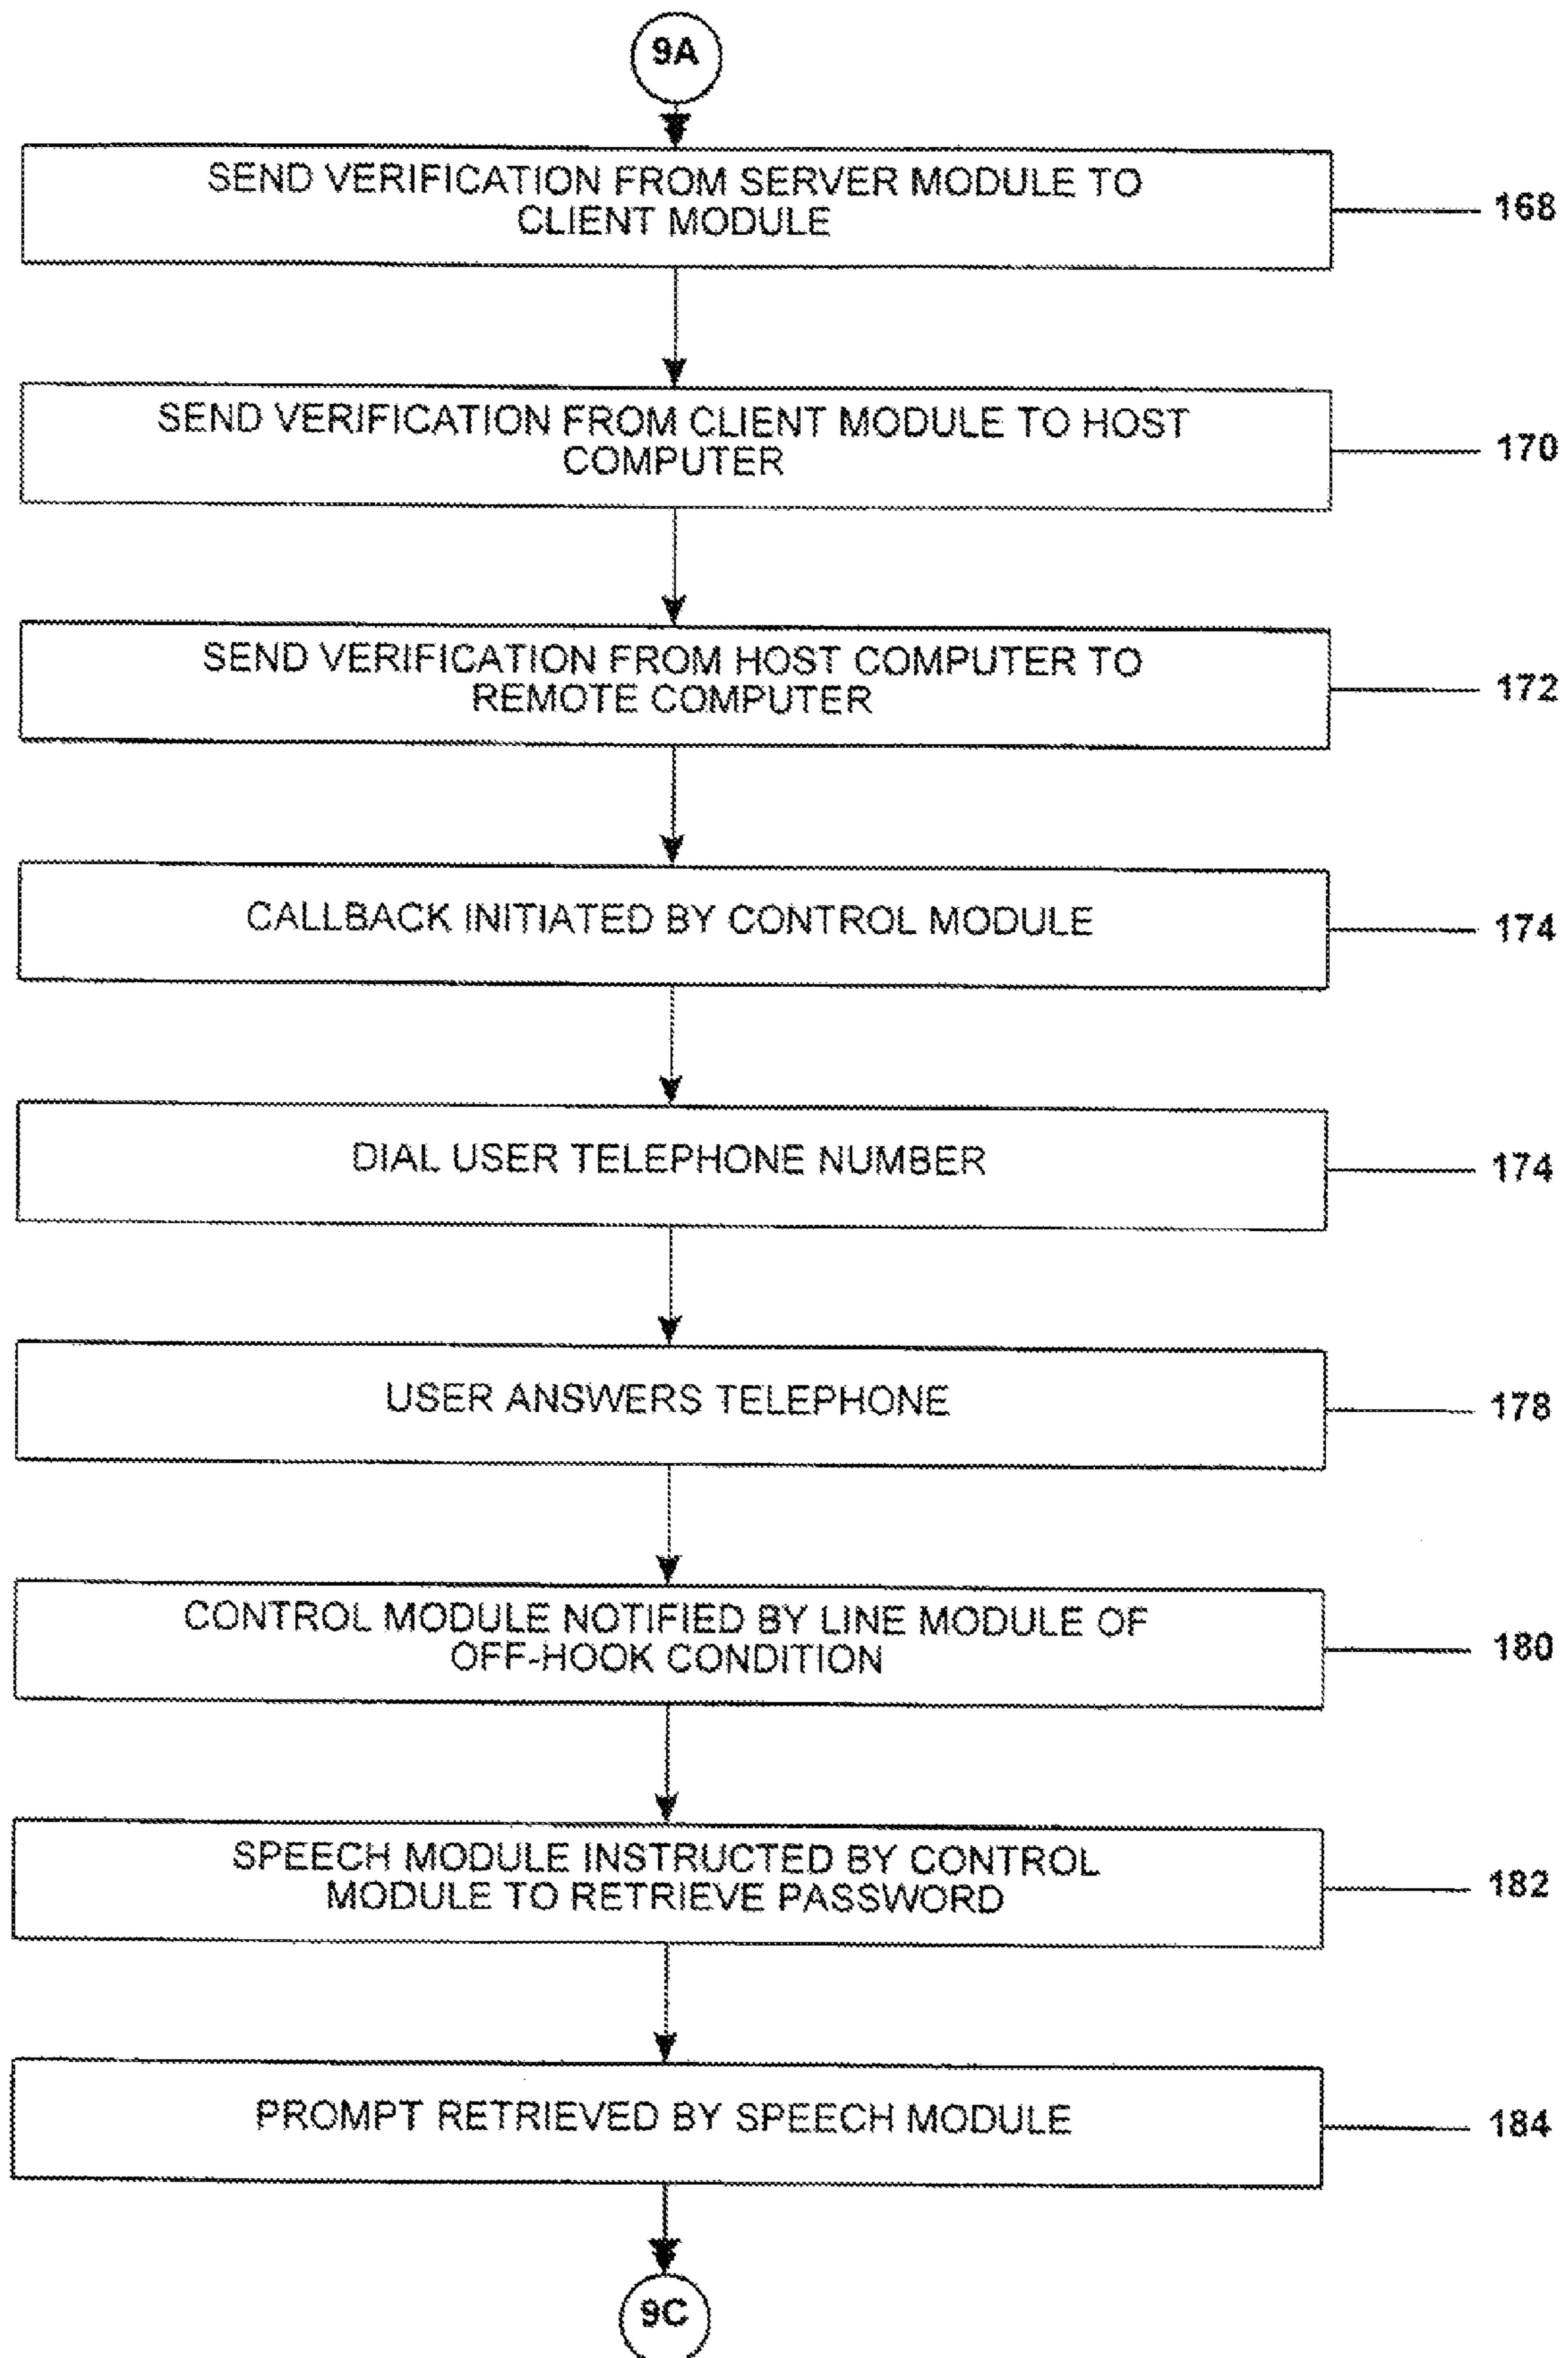 9A
SEND VERIFICATION FROM SERVER MODULE TO
CLIENT MODULE
168
SEND VERIFICATION FROM CLIENT MODULE TO HOST
COMPUTER
170
SEND VERIFICATION FROM HOST COMPUTER TO
REMOTE COMPUTER
172
CALLBACK INITIATED BY CONTROL MODULE
174
DIAL USER TELEPHONE NUMBER
174
USER ANSWERS TELEPHONE
178
CONTROL MODULE NOTIFIED BY LINE MODULE OF
OFF-HOOK CONDITION
180
SPEECH MODULE INSTRUCTED BY CONTROL
MODULE TO RETRIEVE PASSWORD
182
PROMPT RETRIEVED BY SPEECH MODULE
184
9C